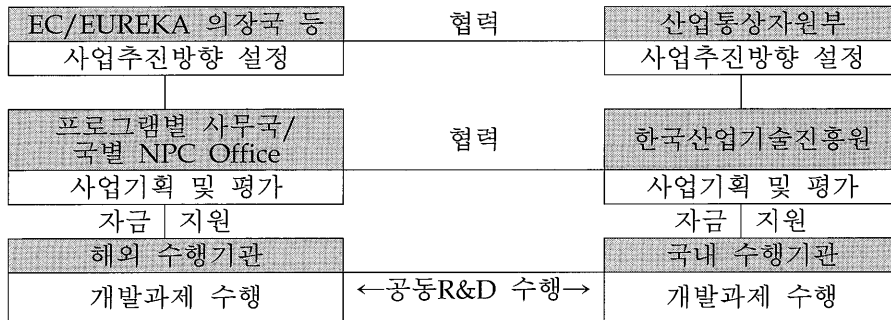 EC/EUREKA 의장국 등 협력 산업통상자원부
사업추진방향 설정 사업추진방향 설정
프로그램별 사무국/
국별 NPC Office 협력 한국산업기술진흥원
사업기획 및 평가 사업기획 및 평가
자금 지원 자금 지원
해외 수행기관 국내 수행기관
개발과제 수행 ←공동R&D 수행→ 개발과제 수행